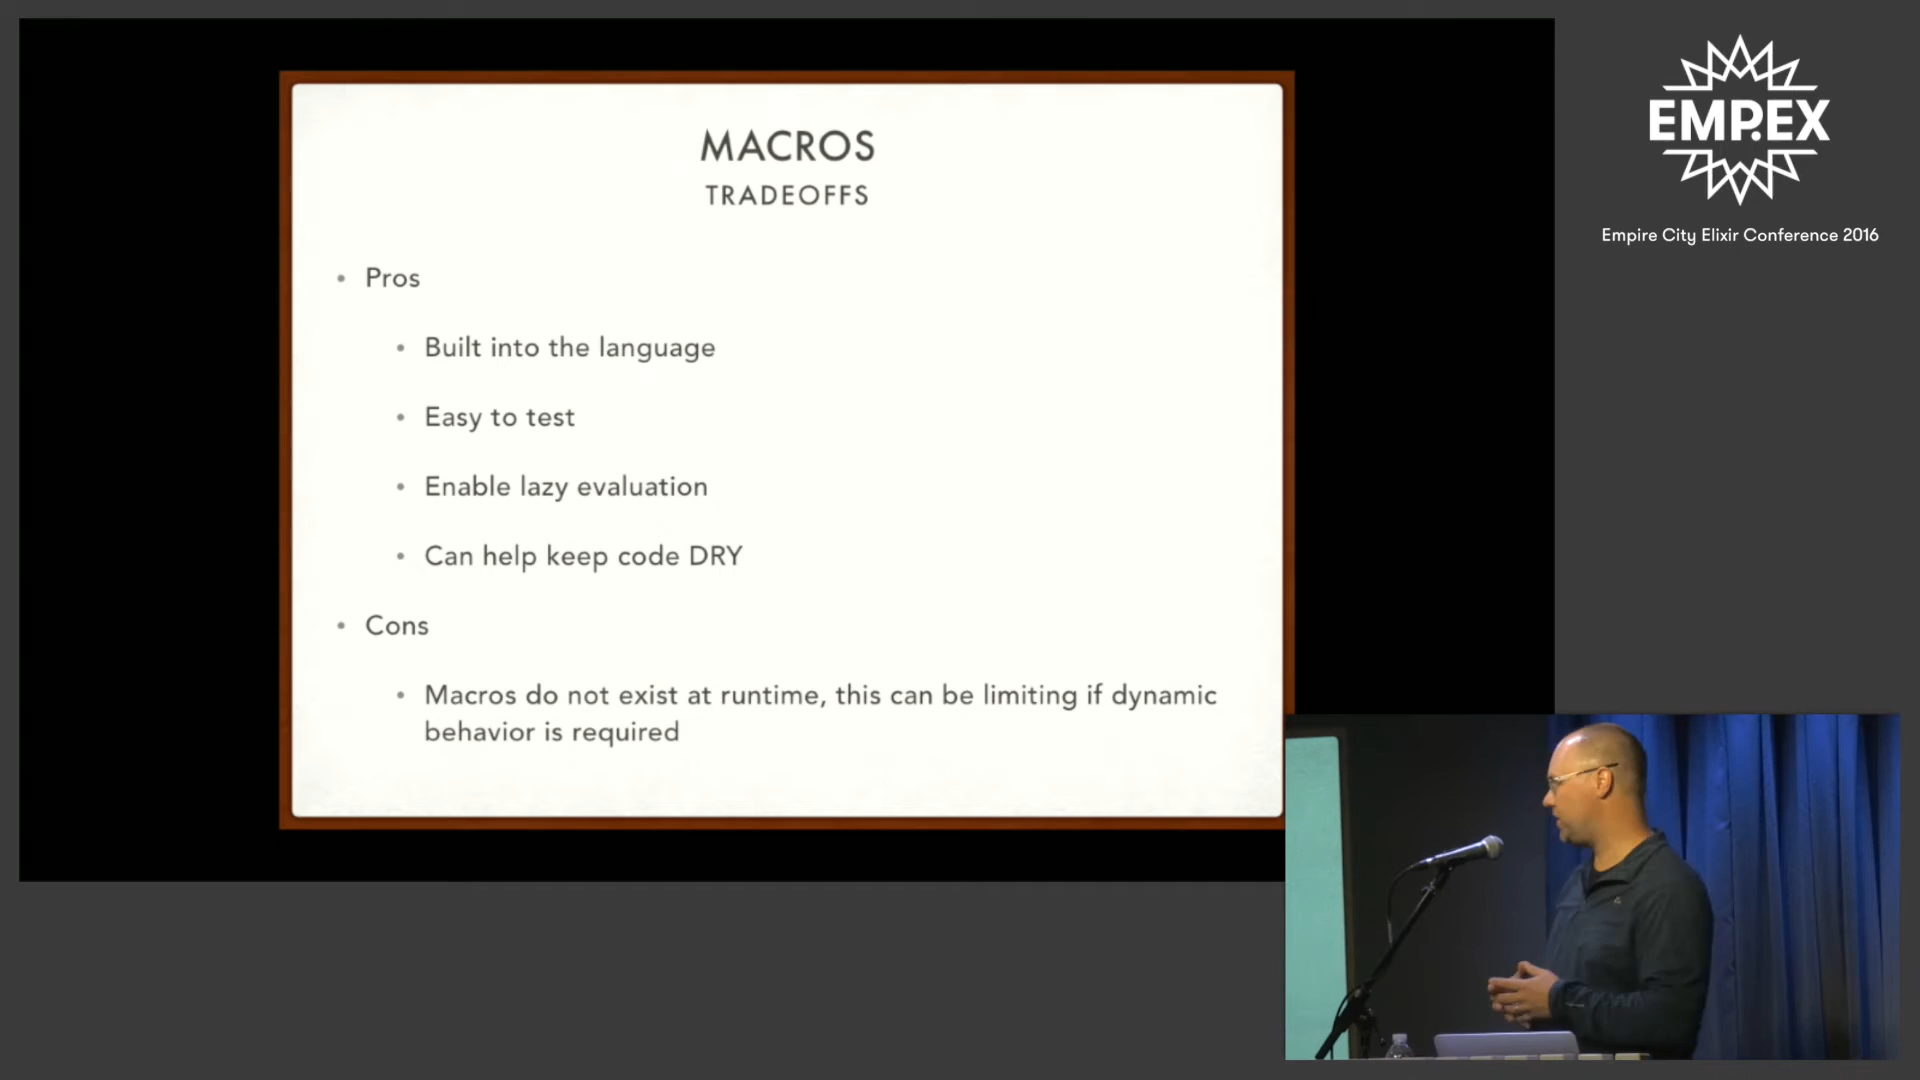 MACROS
TRADEOFFS
• Pros
• Built into the language
• Easy to test
• Enable lazy evaluation
• Can help keep code DRY
• Cons
• Macros do not exist at runtime, this can be limiting if dynamic
behavior is required
EMP.EX
Empire City Elixir Conference 2016